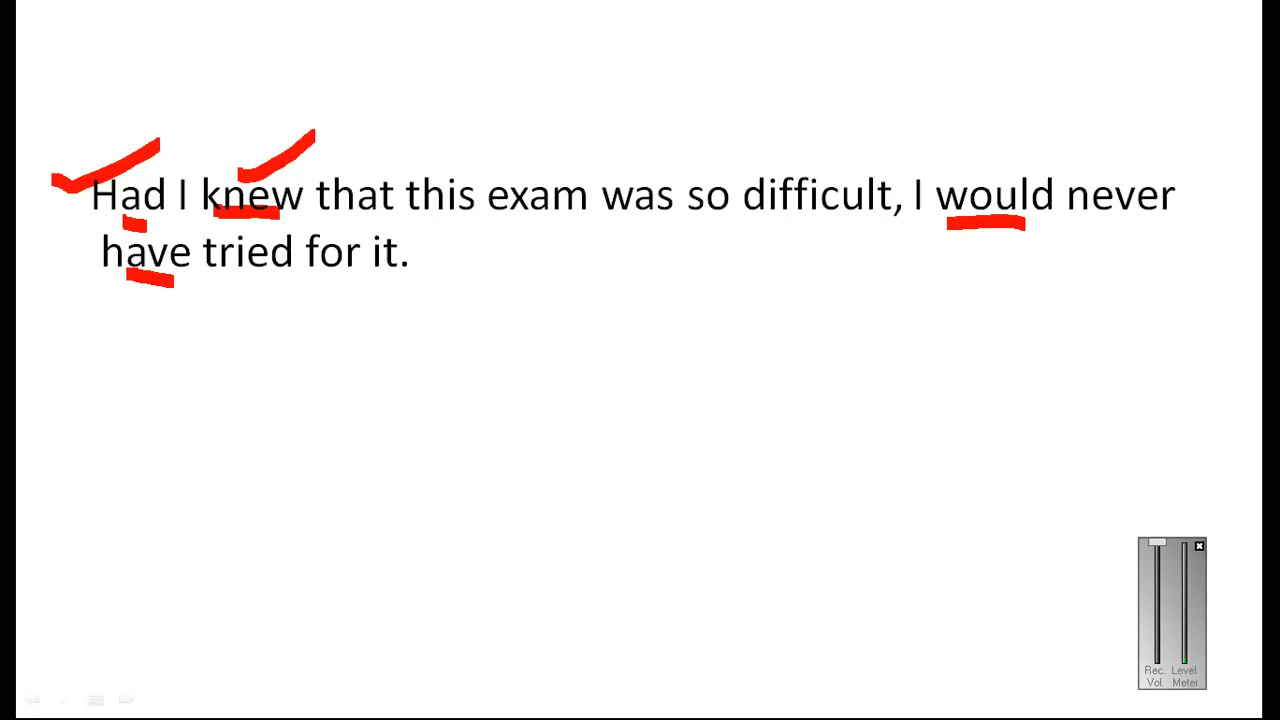 Had I knew that this exam was so difficult, I would never
have tried for it.
Rec. Level
Vol. Meter